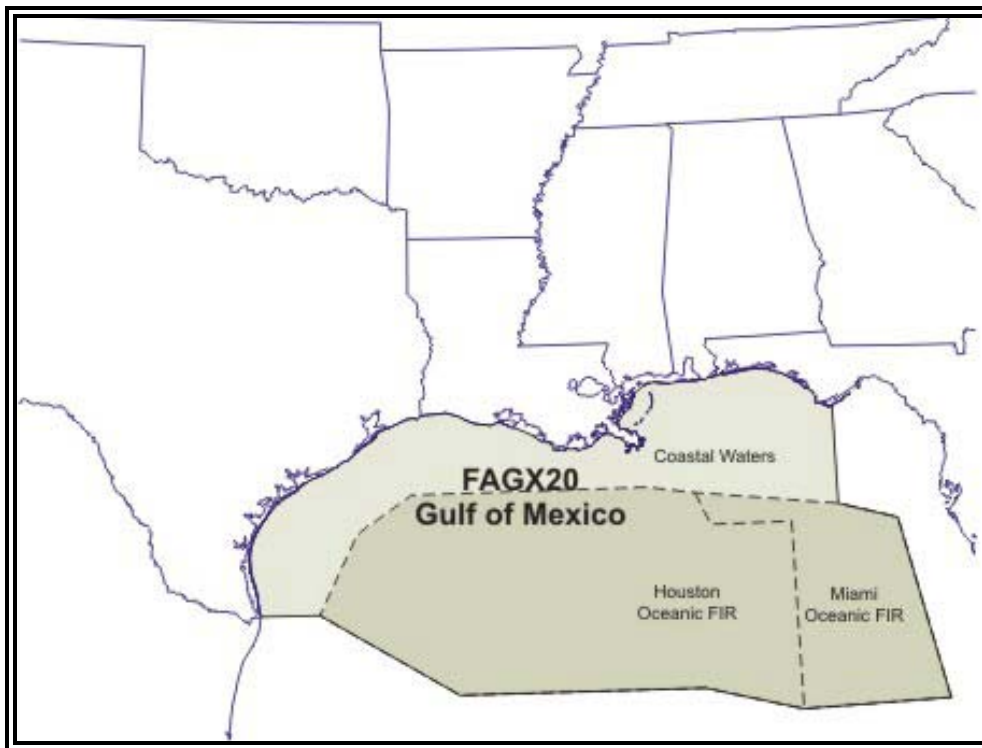 Coastal Waters
FAGX20
Gulf of Mexico
Houston
Oceanic FIR
Miami
Oceanic FIR